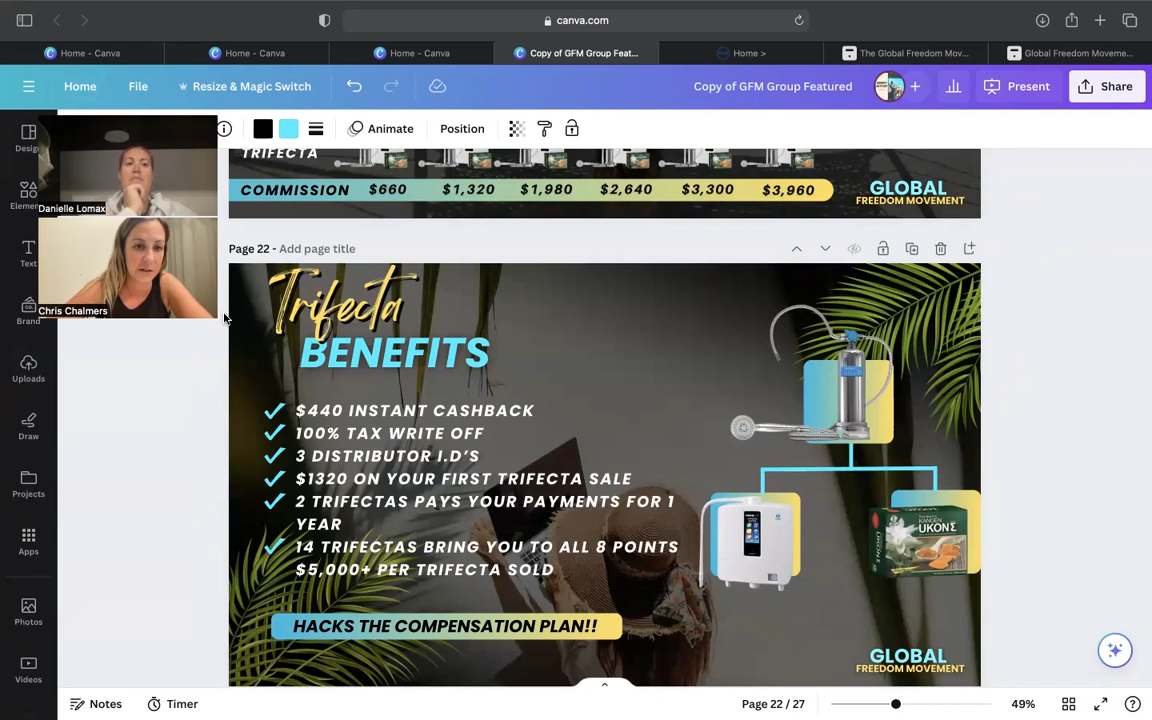 canva.com
Home - Canva
Home - Canva
Home - Canva
Copy of GFM Group Feat...
Home >
The Global Freedom Mov...
Global Freedom Moveme...
Home
File
Resize & Magic Switch
Copy of GFM Group Featured
Present
Share
Animate
Position
Desig
Elemen
Text
Brand
Uploads
Draw
Projects
Apps
Photos
Videos
Danielle Lomax
Chris Chalmers
TRIFECTA
COMMISSION $660 $1,320 $1,980 $2,640 $3,300 $3,960
GLOBAL
FREEDOM MOVEMENT
Page 22 - Add page title
Trifecta
BENEFITS
$440 INSTANT CASHBACK
100% TAX WRITE OFF
3 DISTRIBUTOR I.D'S
$1320 ON YOUR FIRST TRIFECTA SALE
2 TRIFECTAS PAYS YOUR PAYMENTS FOR 1
YEAR
14 TRIFECTAS BRING YOU TO ALL 8 POINTS
$5,000+ PER TRIFECTA SOLD
HACKS THE COMPENSATION PLAN!!
KANGEN
UKONΣ
GLOBAL
FREEDOM MOVEMENT
Notes
Timer
Page 22 / 27
49%